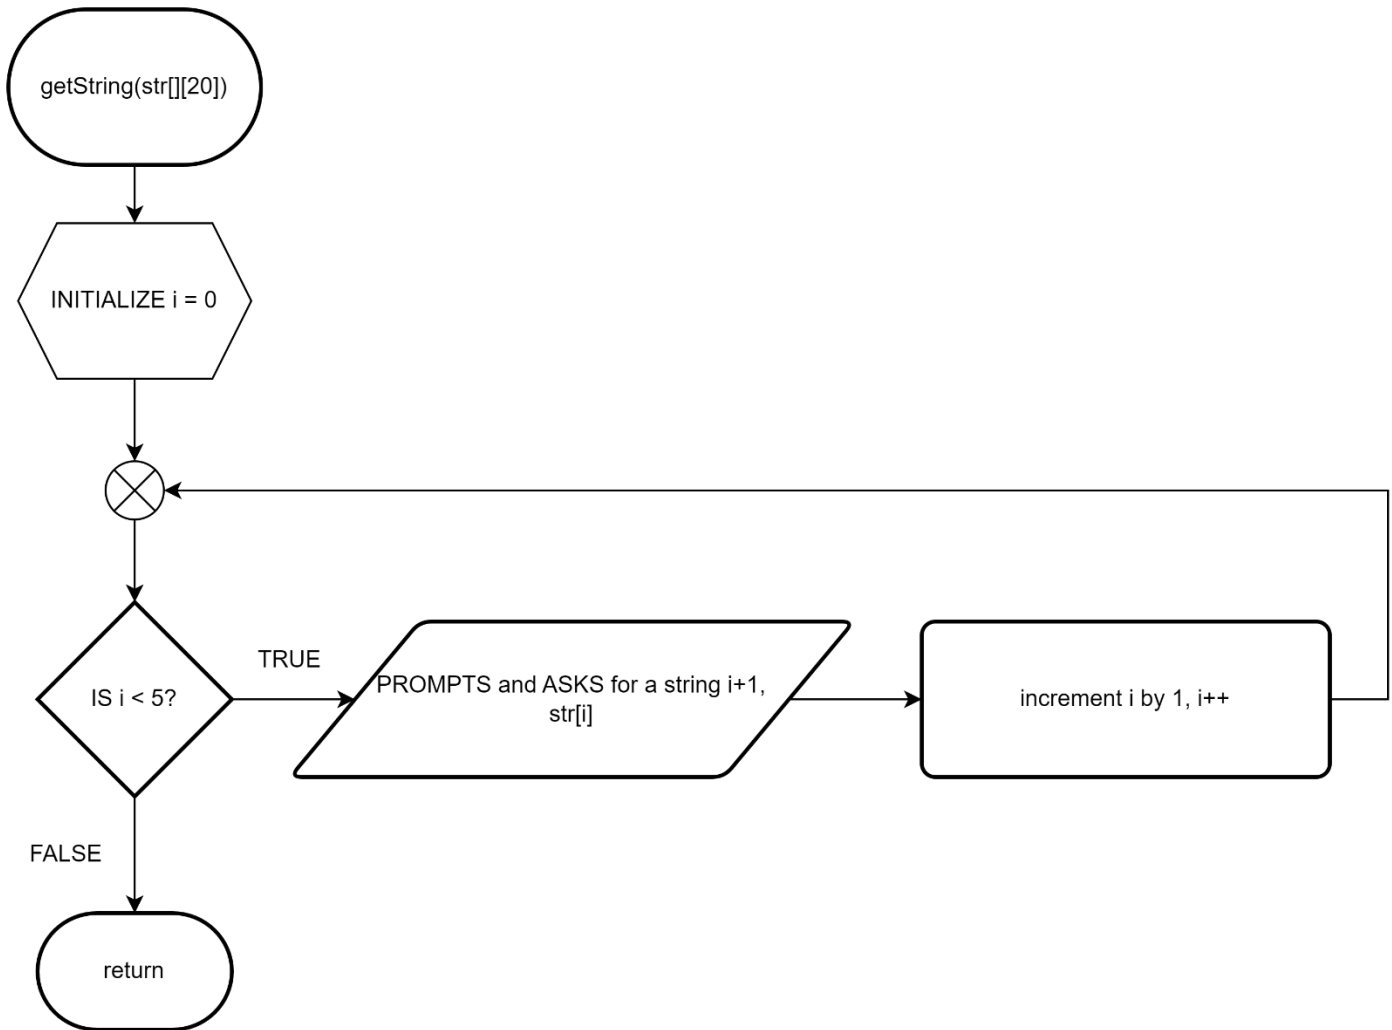 getString(str[][20])
INITIALIZE i = 0
IS i < 5?
TRUE
PROMPTS and ASKS for a string i+1,
str[i]
increment i by 1, i++
FALSE
return